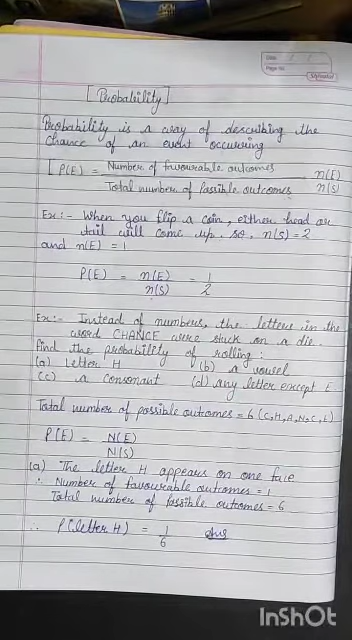 Date: / /
Page No.
[Probability]
Probability is a way of describing the
chance of an event occurring
[P(E) = Number of favourable outcomes n(E)
Total number of Possible outcomes n(S)
Ex:- When you flip a coin, either head or
tail will come up. so, n(S) = 2
and n(E) = 1
P(E) = n(E) = 1
n(S) 2
Ex:- Instead of numbers, the letters in the
word CHANCE were stuck on a die.
Find the probability of rolling:
(a) Letter H (b) a vowel
(c) a consonant (d) any letter except E
Total number of possible outcomes = 6 (C,H,A,N,C,E)
P(E) = N(E)
N(S)
(a) The letter H appears on one face
∴ Number of favourable outcomes = 1
Total number of possible outcomes = 6
∴ P(letter H) = 1 Ans
6
InShOt